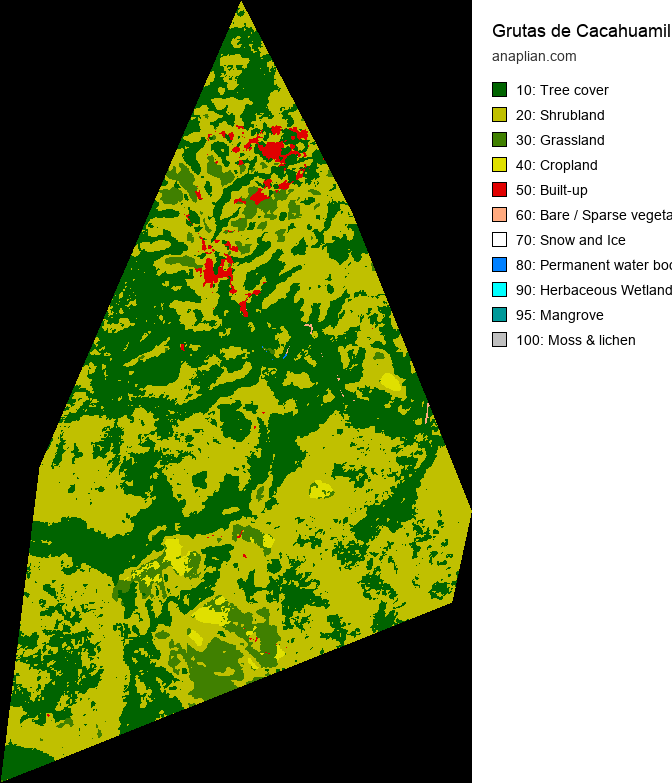 Grutas de Cacahuamil
anaplian.com
10: Tree cover
20: Shrubland
30: Grassland
40: Cropland
50: Built-up
60: Bare / Sparse vegeta
70: Snow and Ice
80: Permanent water bod
90: Herbaceous Wetland
95: Mangrove
100: Moss & lichen